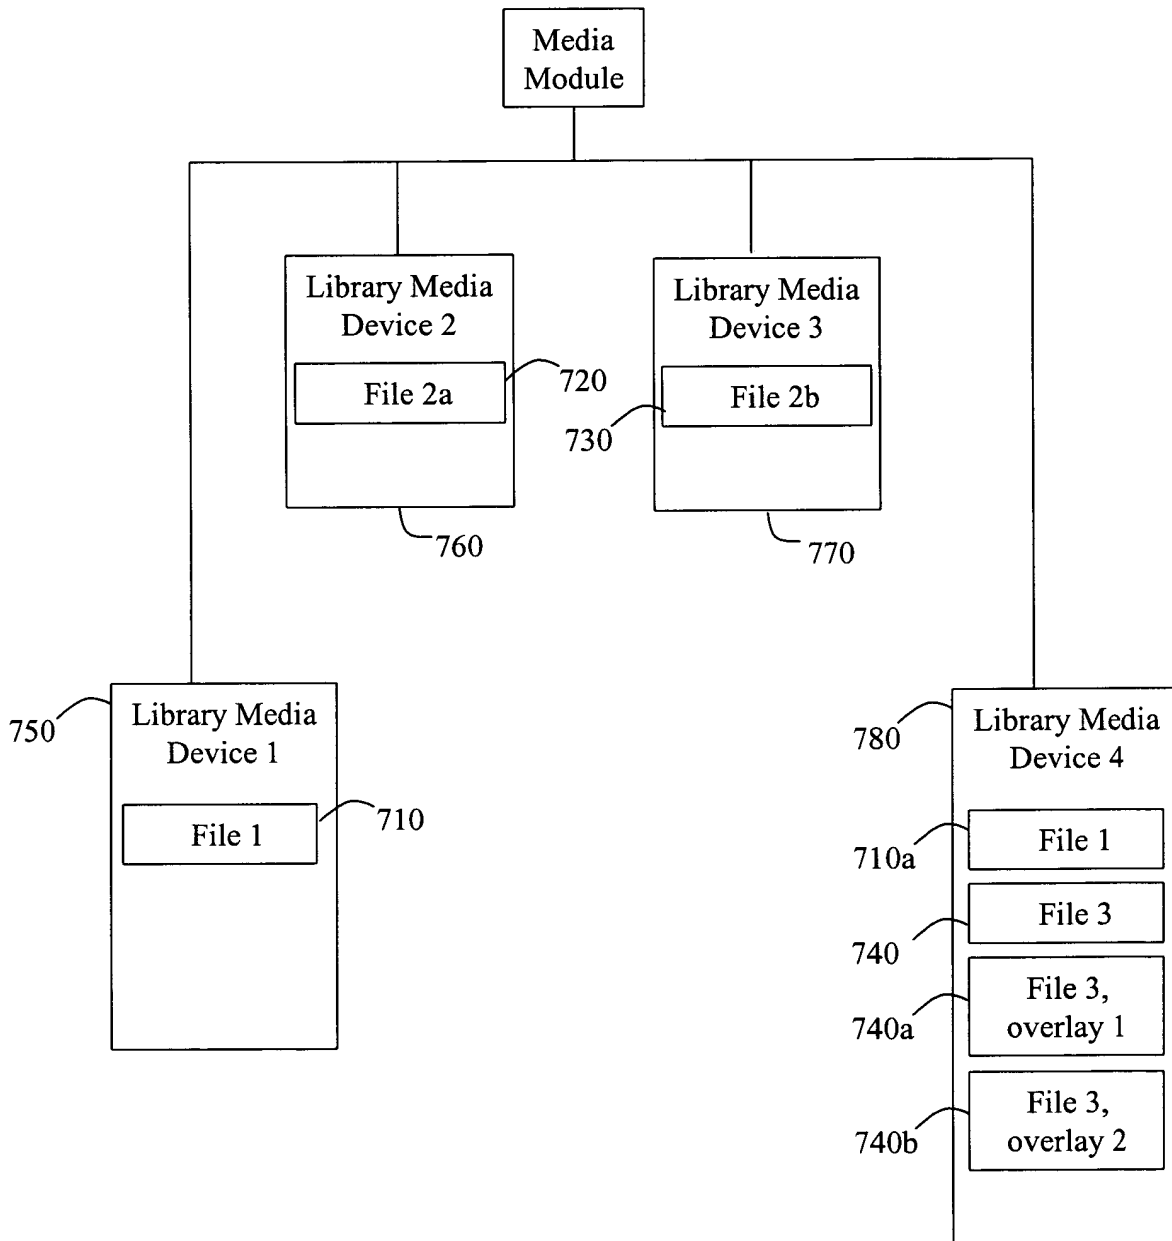 Media
Module
Library Media
Device 2
File 2a
720
760
Library Media
Device 3
File 2b
730
770
750
Library Media
Device 1
File 1
710
780
Library Media
Device 4
710a
File 1
740
File 3
740a
File 3,
overlay 1
740b
File 3,
overlay 2